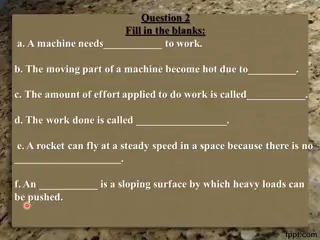 Question 2
Fill in the blanks:
a. A machine needs___________ to work.
b. The moving part of a machine become hot due to_________.
c. The amount of effort applied to do work is called___________.
d. The work done is called _________________.
e. A rocket can fly at a steady speed in a space because there is no
____________________.
f. An ___________ is a sloping surface by which heavy loads can
be pushed.
fppt.com